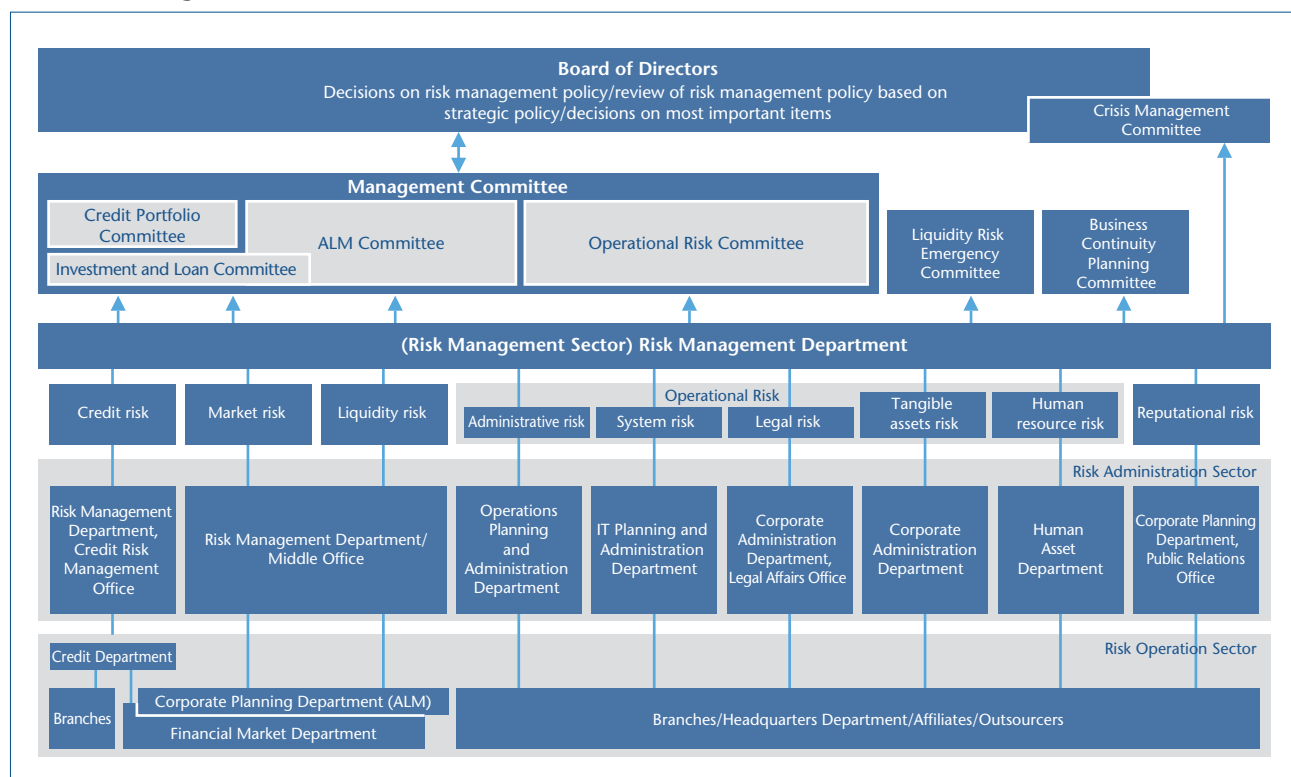 Board of Directors
Decisions on risk management policy/review of risk management policy based on
strategic policy/decisions on most important items
Crisis Management
Committee
Management Committee
Credit Portfolio
Committee
ALM Committee
Operational Risk Committee
Investment and Loan Committee
Liquidity Risk
Emergency
Committee
Business
Continuity
Planning
Committee
(Risk Management Sector) Risk Management Department
Credit risk
Market risk
Liquidity risk
Operational Risk
Administrative risk
System risk
Legal risk
Tangible
assets risk
Human
resource risk
Reputational risk
Risk Administration Sector
Risk Management
Department,
Credit Risk
Management
Office
Risk Management Department/
Middle Office
Operations
Planning
and
Administration
Department
IT Planning and
Administration
Department
Corporate
Administration
Department,
Legal Affairs Office
Corporate
Administration
Department
Human
Asset
Department
Corporate Planning
Department,
Public Relations
Office
Risk Operation Sector
Credit Department
Branches
Corporate Planning Department (ALM)
Financial Market Department
Branches/Headquarters Department/Affiliates/Outsourcers